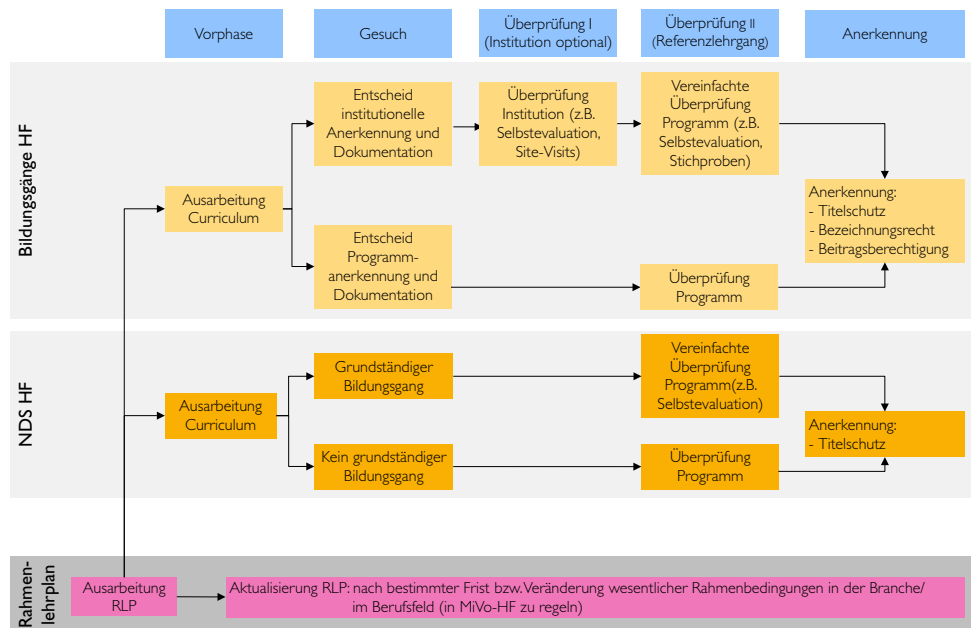 Vorphase
Gesuch
Überprüfung I
(Institution optional)
Überprüfung II
(Referenzlehrgang)
Anerkennung
Bildungsgänge HF
Ausarbeitung
Curriculum
Entscheid
institutionelle
Anerkennung und
Dokumentation
Überprüfung
Institution (z.B.
Selbstevaluation,
Site-Visits)
Vereinfachte
Überprüfung
Programm (z.B.
Selbstevaluation,
Stichproben)
Entscheid
Programm-
anerkennung und
Dokumentation
Überprüfung
Programm
Anerkennung:
- Titelschutz
- Bezeichnungsrecht
- Beitragsberechtigung
NDS HF
Ausarbeitung
Curriculum
Grundständiger
Bildungsgang
Vereinfachte
Überprüfung
Programm(z.B.
Selbstevaluation)
Kein grundständiger
Bildungsgang
Überprüfung
Programm
Anerkennung:
- Titelschutz
Rahmen-
lehrplan
Ausarbeitung
RLP
Aktualisierung RLP: nach bestimmter Frist bzw. Veränderung wesentlicher Rahmenbedingungen in der Branche/
im Berufsfeld (in MiVo-HF zu regeln)